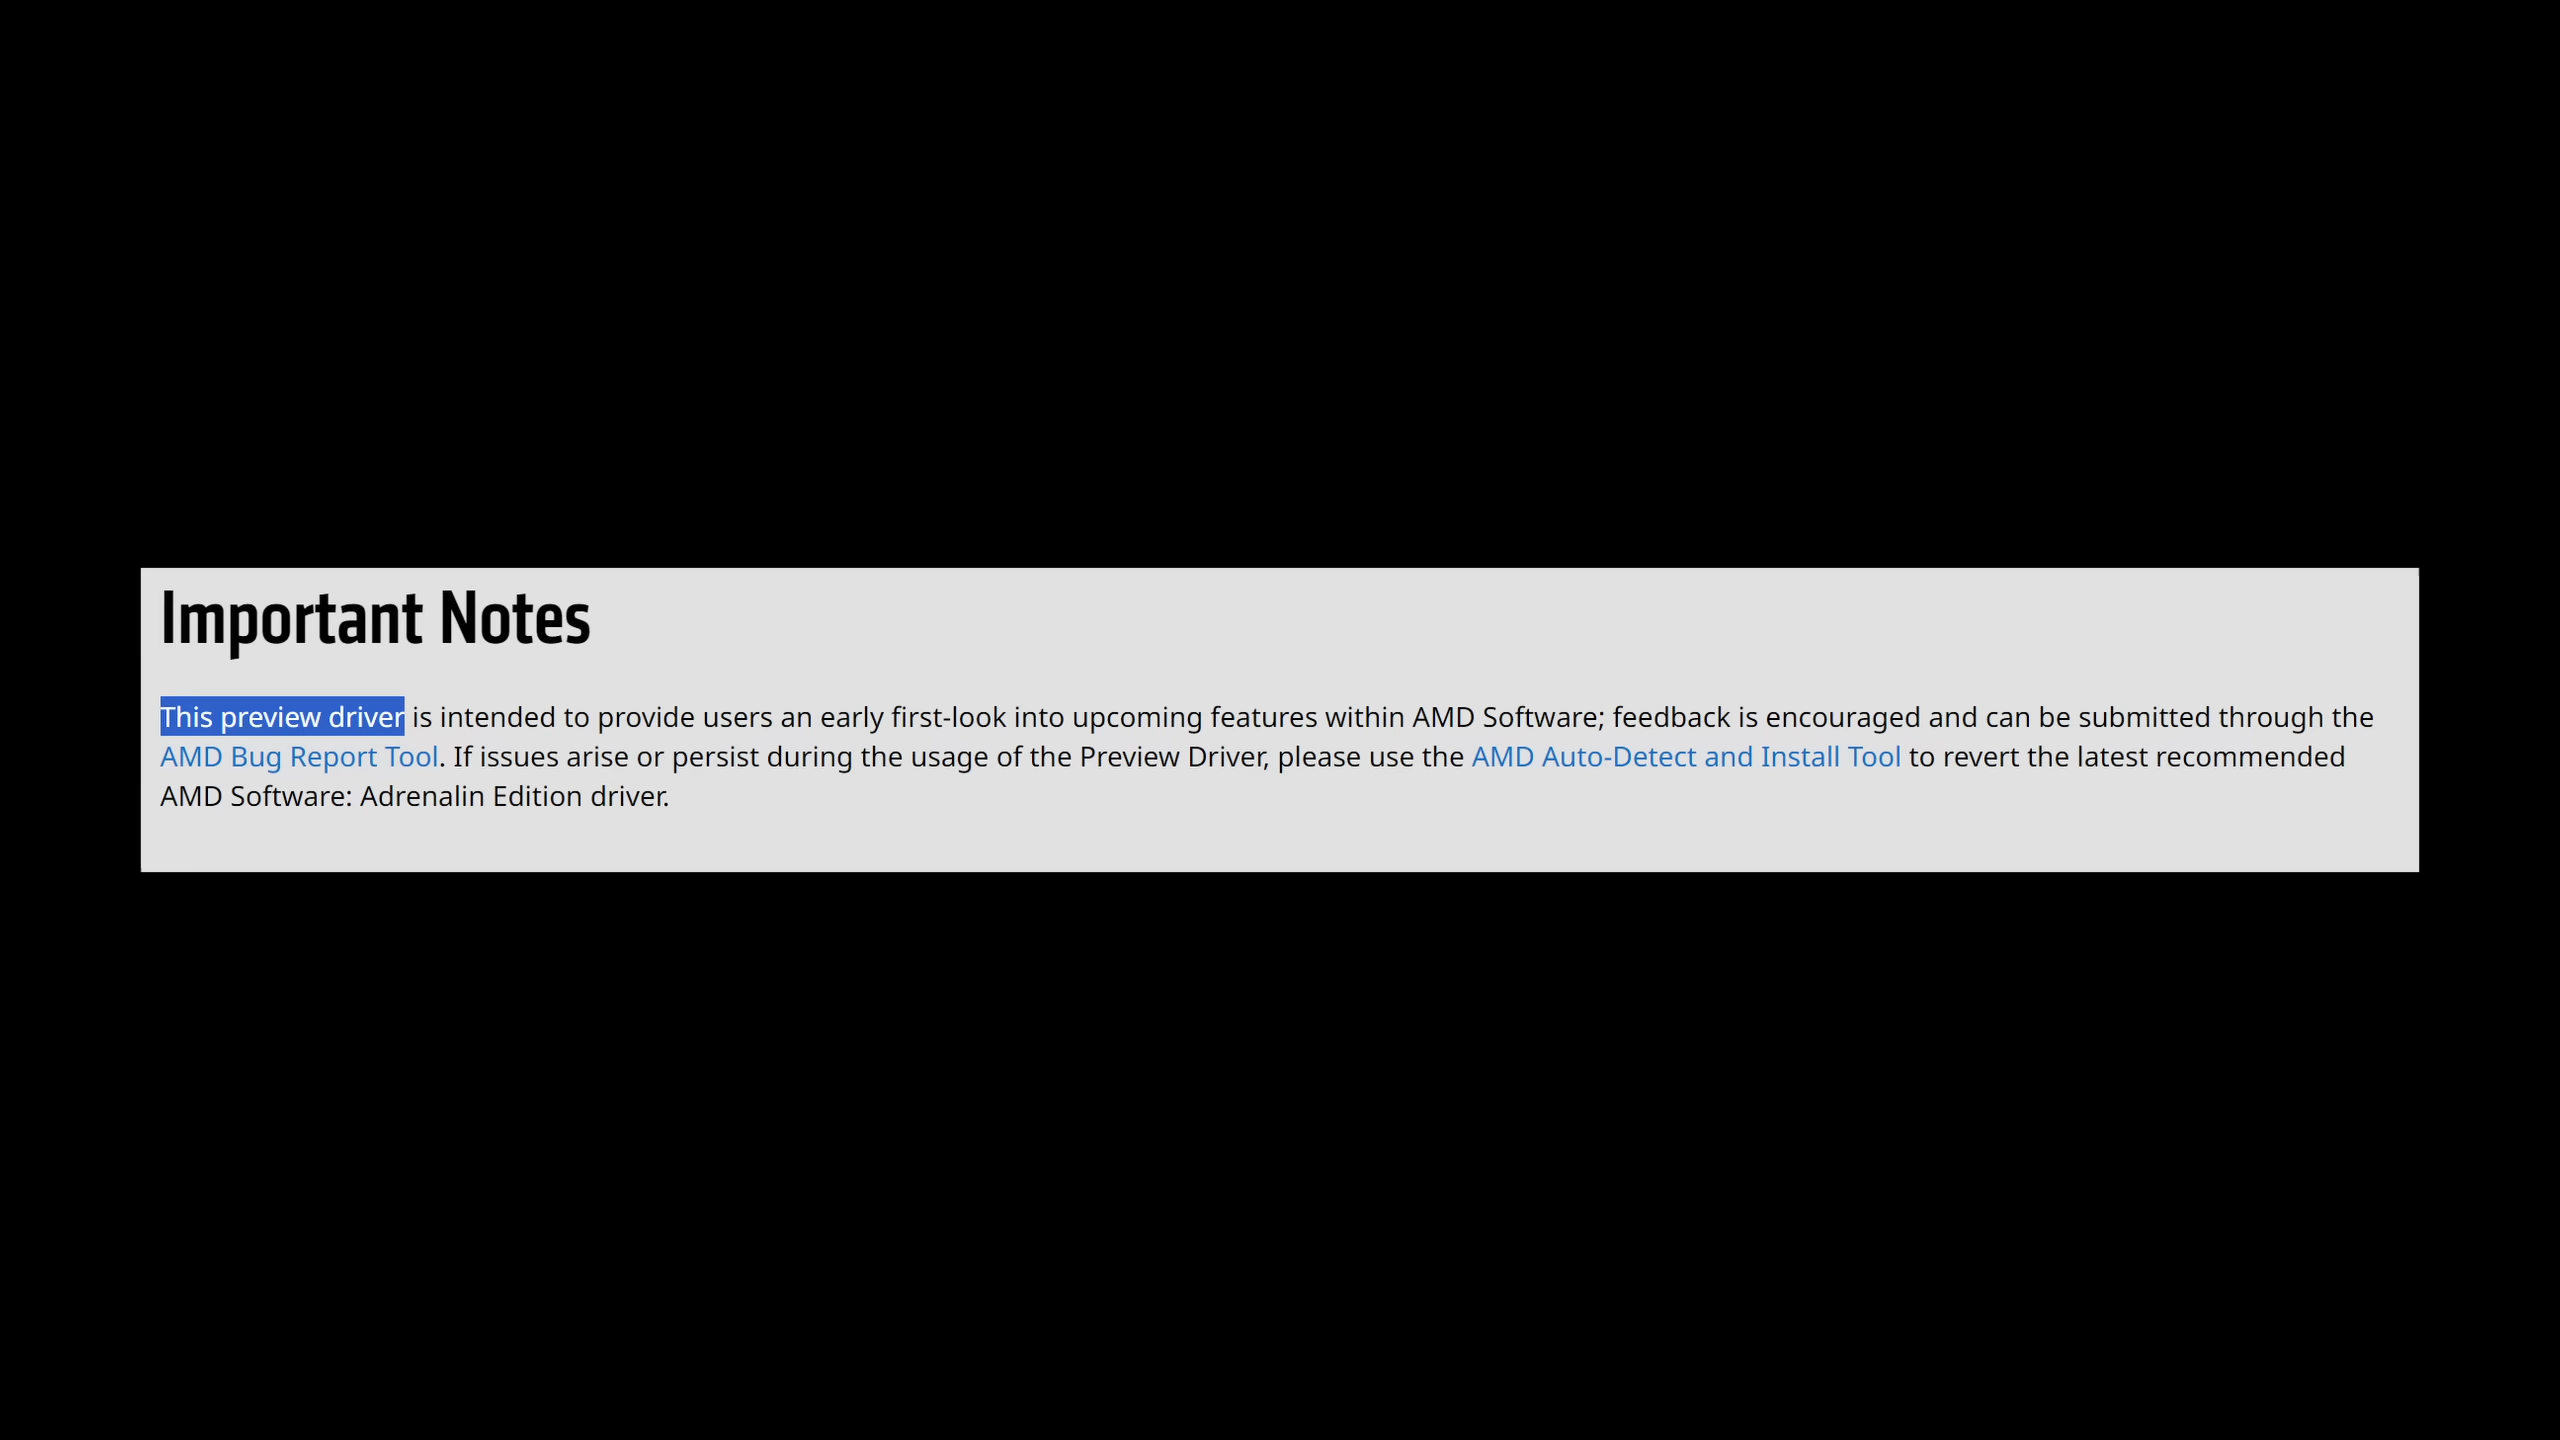 Important Notes
This preview driver is intended to provide users an early first-look into upcoming features within AMD Software; feedback is encouraged and can be submitted through the
AMD Bug Report Tool. If issues arise or persist during the usage of the Preview Driver, please use the AMD Auto-Detect and Install Tool to revert the latest recommended
AMD Software: Adrenalin Edition driver.